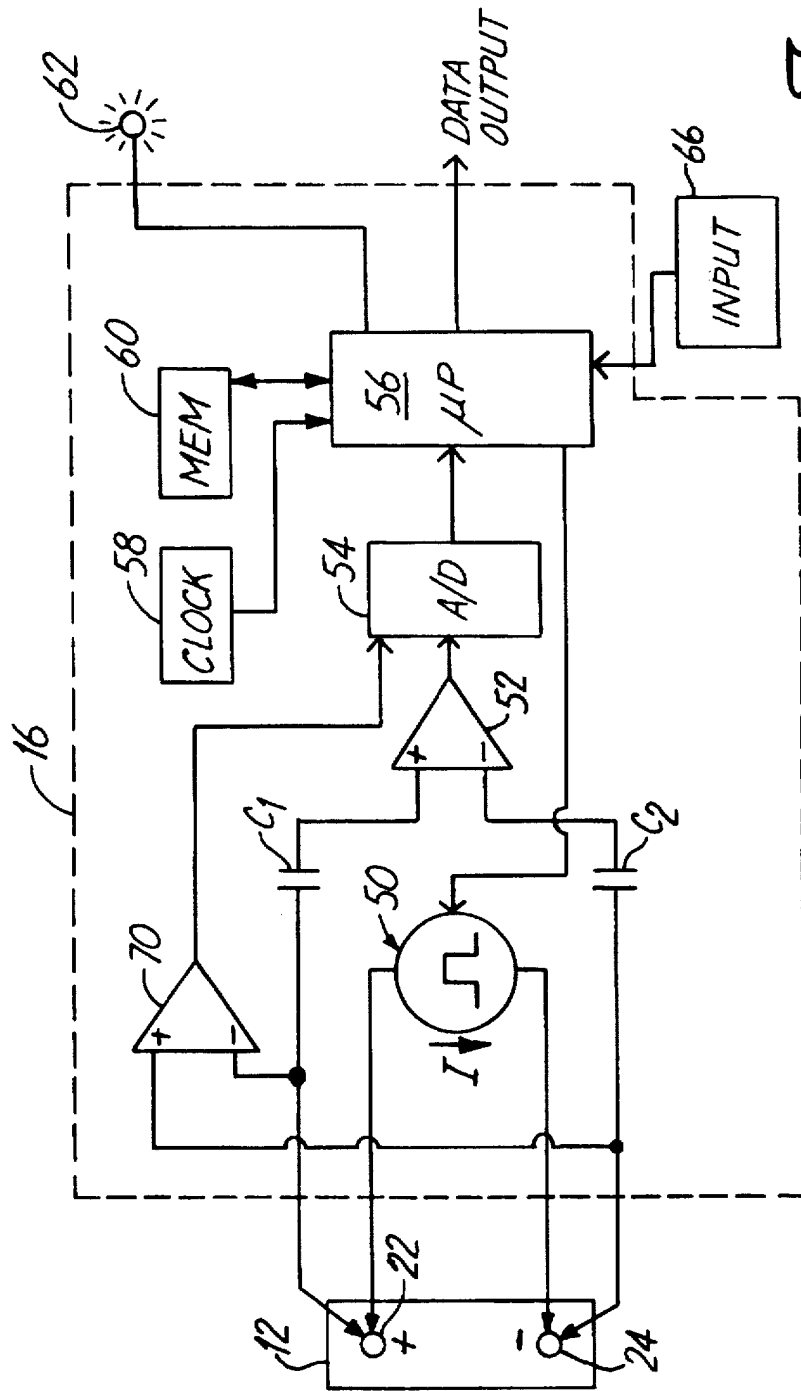 16
62
58
60
CLOCK
MEM
70
+
−
C1
54
56
µP
A/D
DATA
OUTPUT
50
12
22
+
+
−
52
I
−
24
C2
66
INPUT